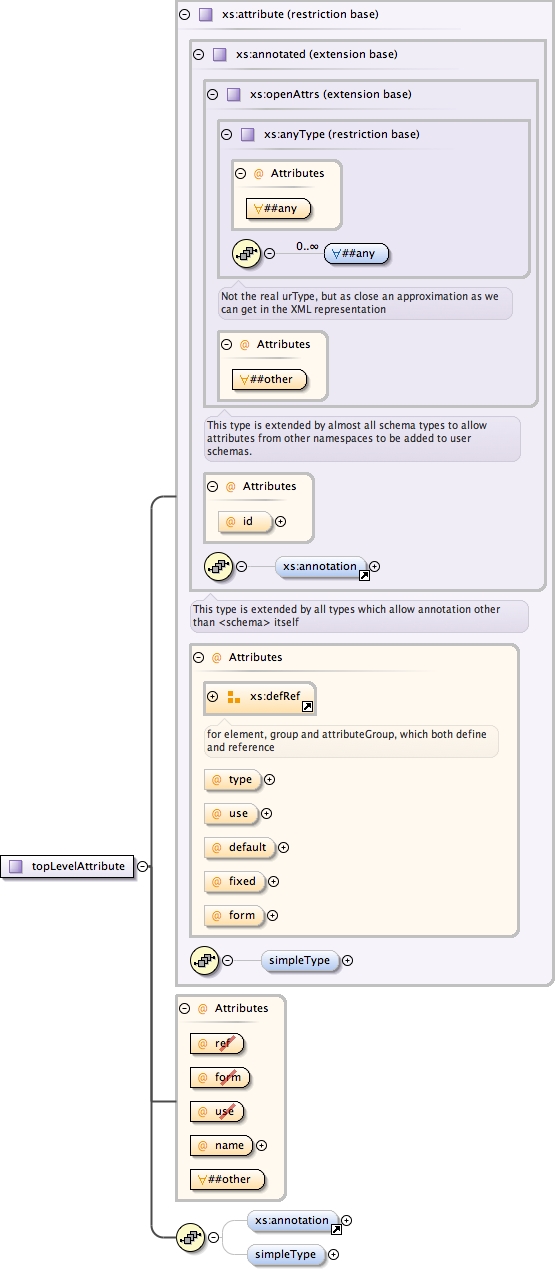 xs:attribute (restriction base)
xs:annotated (extension base)
xs:openAttrs (extension base)
xs:anyType (restriction base)
@ Attributes
∀##any
0..∞
∀##any
Not the real urType, but as close an approximation as we
can get in the XML representation
@ Attributes
∀##other
This type is extended by almost all schema types to allow
attributes from other namespaces to be added to user
schemas.
@ Attributes
@ id
xs:annotation
This type is extended by all types which allow annotation other
than <schema> itself
@ Attributes
xs:defRef
for element, group and attributeGroup, which both define
and reference
@ type
@ use
@ default
@ fixed
@ form
simpleType
topLevelAttribute
@ Attributes
@ ref
@ form
@ use
@ name
∀##other
xs:annotation
simpleType